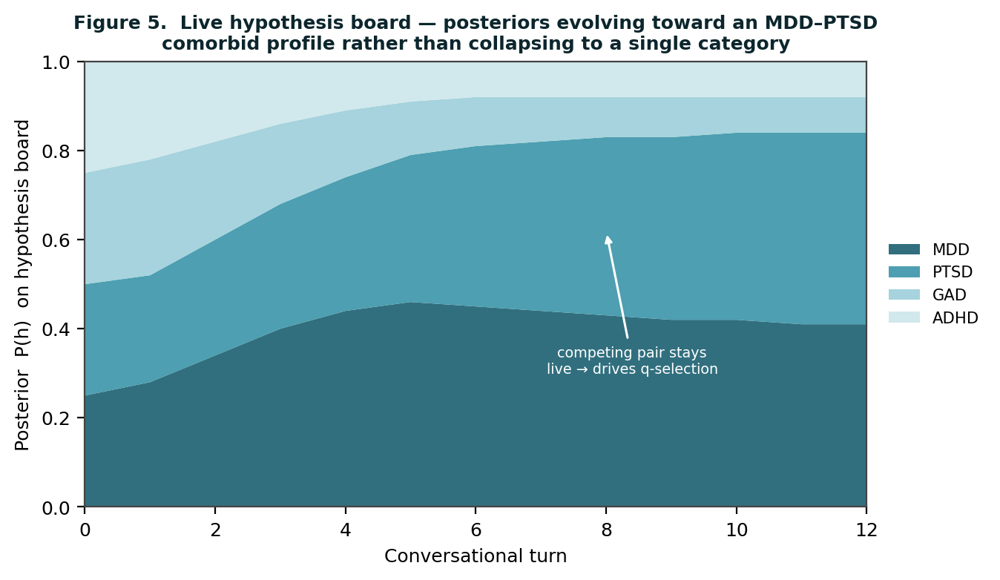 Figure 5.  Live hypothesis board — posteriors evolving toward an MDD–PTSD
comorbid profile rather than collapsing to a single category
Posterior  P(h)  on hypothesis board
1.0
0.8
0.6
0.4
0.2
0.0
competing pair stays
live → drives q-selection
MDD
PTSD
GAD
ADHD
0 2 4 6 8 10 12
Conversational turn